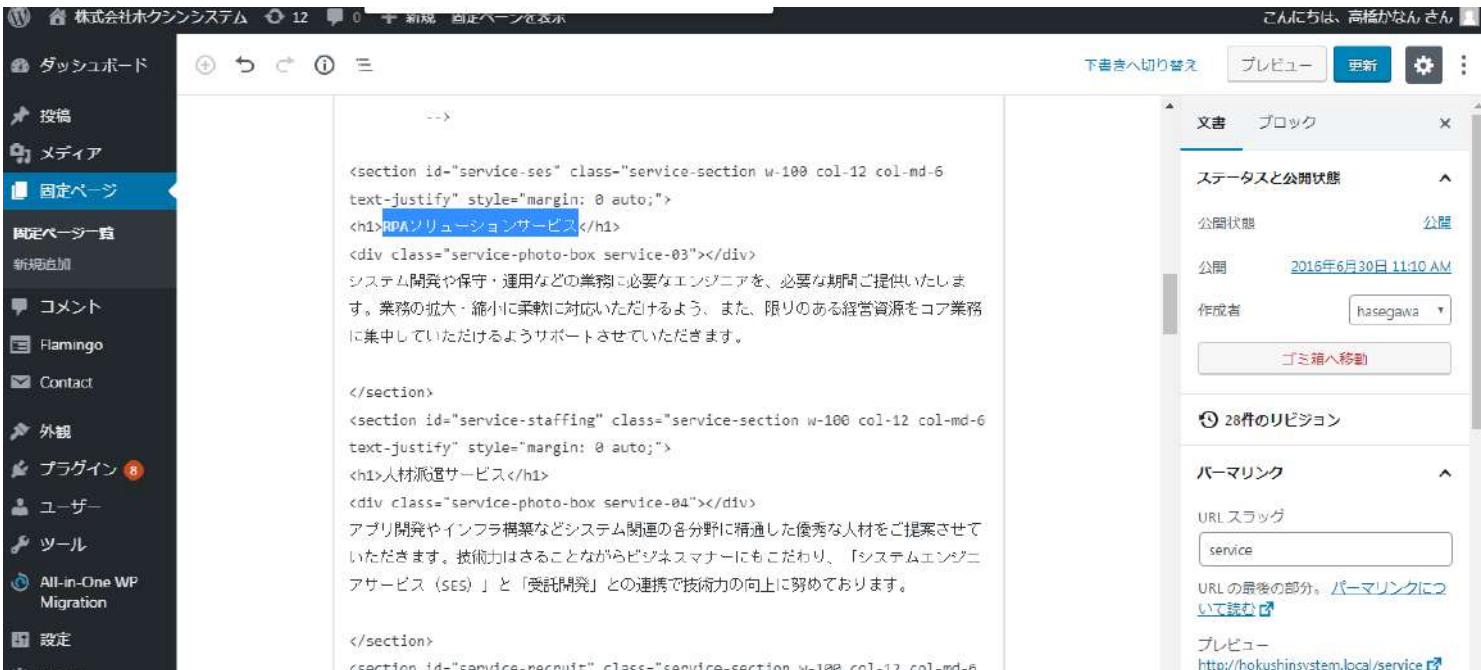 株式会社ホクシンシステム 12 0 + 新規 固定ページを表示 こんにちは、高橋かなん さん
ダッシュボード
投稿
メディア
固定ページ
固定ページ一覧
新規追加
コメント
Flamingo
Contact
外観
プラグイン 8
ユーザー
ツール
All-in-One WP
Migration
設定
下書きへ切り替え プレビュー 更新
-->
<section id="service-ses" class="service-section w-100 col-12 col-md-6
text-justify" style="margin: 0 auto;">
<h1>RPAソリューションサービス</h1>
<div class="service-photo-box service-03"></div>
システム開発や保守・運用などの業務に必要なエンジニアを、必要な期間ご提供いたしま
す。業務の拡大・縮小に柔軟に対応いただけるよう、また、限りのある経営資源をコア業務
に集中していただけるようサポートさせていただきます。
</section>
<section id="service-staffing" class="service-section w-100 col-12 col-md-6
text-justify" style="margin: 0 auto;">
<h1>人材派遣サービス</h1>
<div class="service-photo-box service-04"></div>
アプリ開発やインフラ構築などシステム関連の各分野に精通した優秀な人材をご提案させて
いただきます。技術力はさることながらビジネスマナーにもこだわり、「システムエンジニ
アサービス（SES）」と「受託開発」との連携で技術力の向上に努めております。
</section>
<section id="service-recruit" class="service-section w-100 col-12 col-md-6
文書 ブロック ×
ステータスと公開状態
公開状態 公開
公開 2016年6月30日 11:10 AM
作成者 hasegawa
ゴミ箱へ移動
28件のリビジョン
パーマリンク
URL スラッグ
service
URL の最後の部分。 パーマリンクにつ
いて読む
プレビュー
http://hokushinsystem.local/service